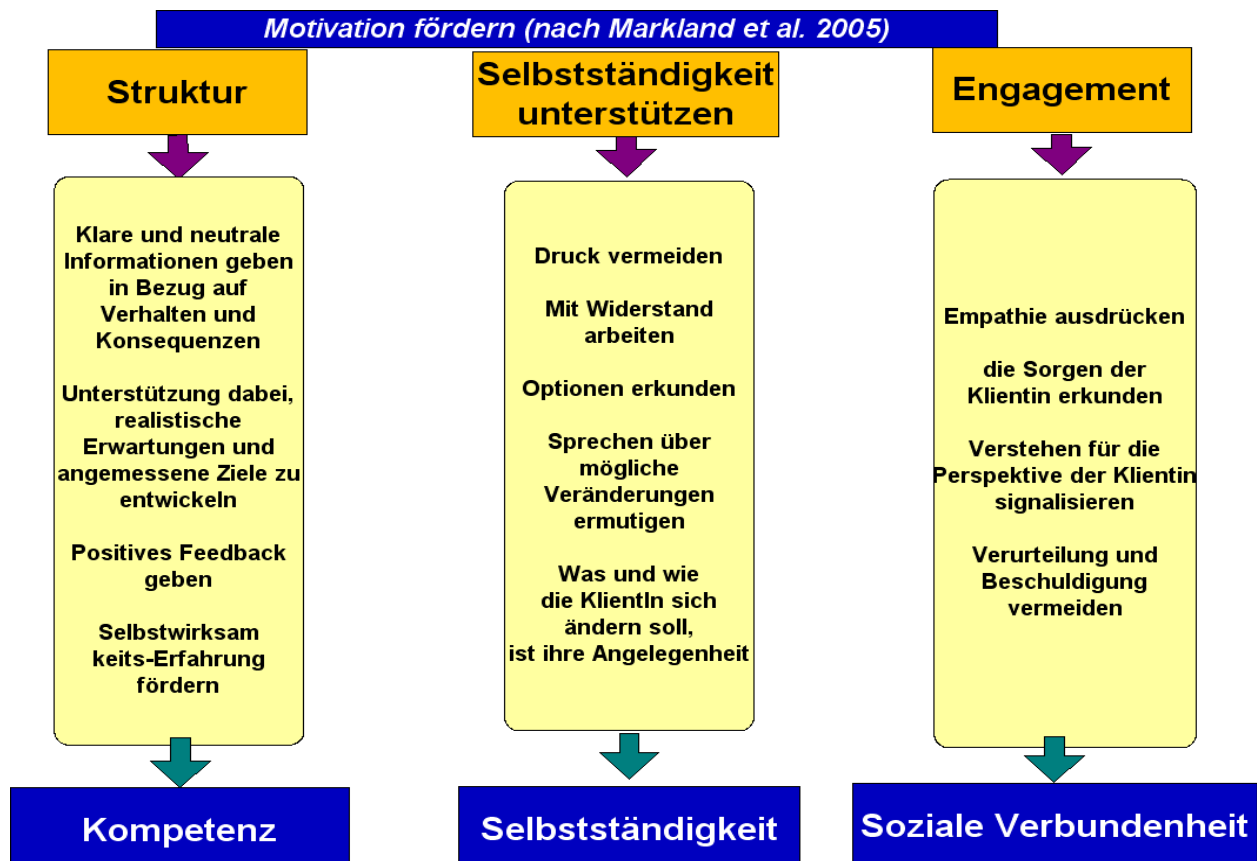 Motivation fördern (nach Markland et al. 2005)
Struktur
Klare und neutrale
Informationen geben
in Bezug auf
Verhalten und
Konsequenzen
Unterstützung dabei,
realistische
Erwartungen und
angemessene Ziele zu
entwickeln
Positives Feedback
geben
Selbstwirksam
keits-Erfahrung
fördern
Kompetenz
Selbständigkeit
unterstützen
Druck vermeiden
Mit Widerstand
arbeiten
Optionen erkunden
Sprechen über
mögliche
Veränderungen
ermutigen
Was und wie
die KlientIn sich
ändern soll,
ist ihre Angelegenheit
Selbstständigkeit
Engagement
Empathie ausdrücken
die Sorgen der
Klientin erkunden
Verstehen für die
Perspektive der Klientin
signalisieren
Verurteilung und
Beschuldigung
vermeiden
Soziale Verbundenheit